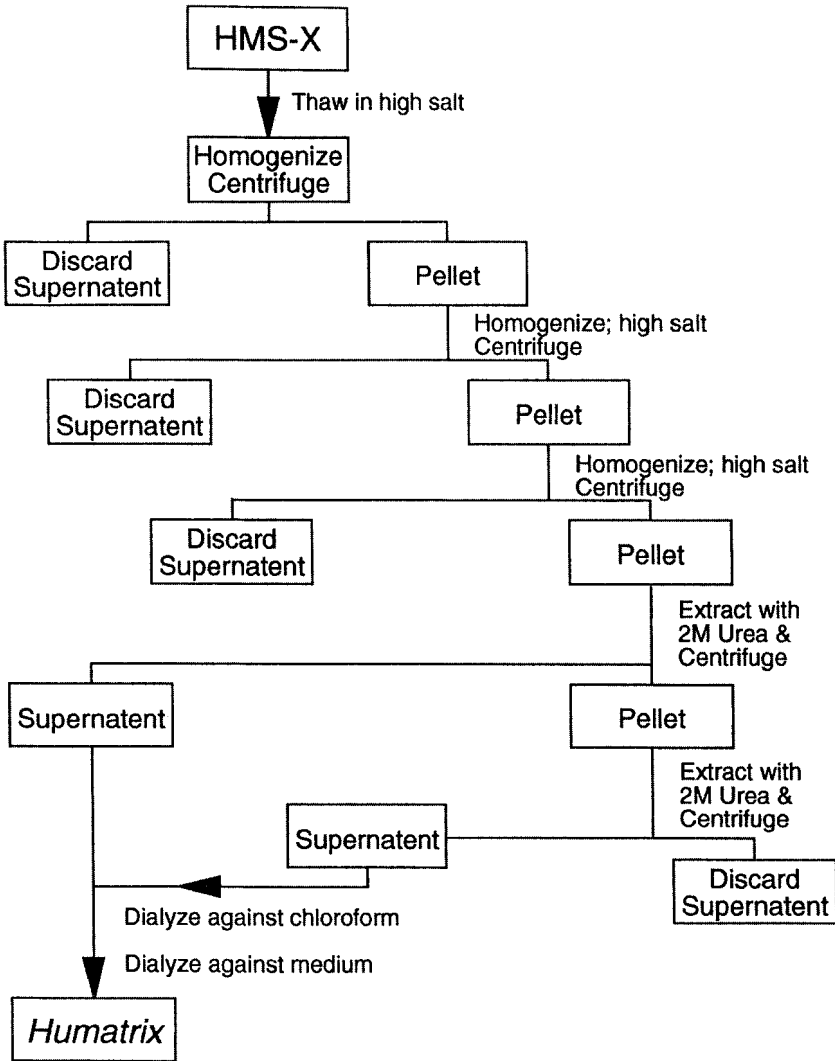 HMS-X
Thaw in high salt
Homogenize
Centrifuge
Discard
Supernatent
Pellet
Homogenize; high salt
Centrifuge
Discard
Supernatent
Pellet
Homogenize; high salt
Centrifuge
Discard
Supernatent
Pellet
Extract with
2M Urea &
Centrifuge
Supernatent
Pellet
Extract with
2M Urea &
Centrifuge
Supernatent
Discard
Supernatent
Dialyze against chloroform
Dialyze against medium
Humatrix